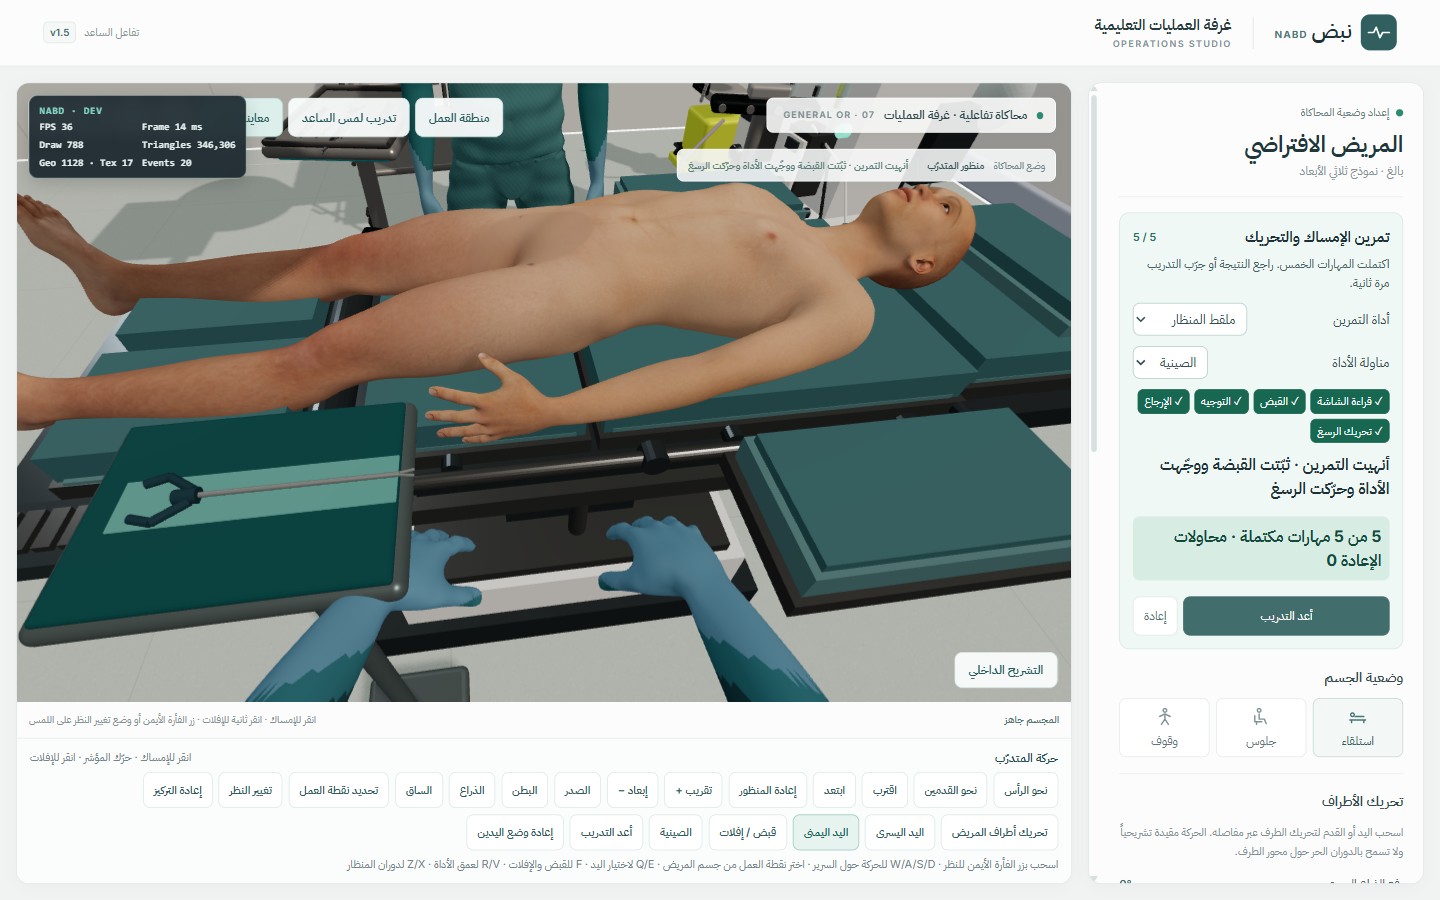 نبض NABD
غرفة العمليات التعليمية
OPERATIONS STUDIO
تفاعل الساعد v1.5
إعداد وضعية المحاكاة
المريض الافتراضي
بالغ · نموذج ثلاثي الأبعاد
تمرين الإمساك والتحريك 5 / 5
اكتملت المهارات الخمس. راجع النتيجة أو جرّب التدريب
مرة ثانية.
أداة التمرين ملقط المنظار
مناولة الأداة الصينية
✓ قراءة الشاشة ✓ القبض ✓ التوجيه ✓ الإرجاع
✓ تحريك الرسغ
أنهيت التمرين · ثبّتت القبضة ووجّهت
الأداة وحرّكت الرسغ
5 من 5 مهارات مكتملة · محاولات
الإعادة 0
أعد التدريب إعادة
وضعية الجسم
استلقاء جلوس وقوف
تحريك الأطراف
اسحب اليد أو القدم لتحريك الطرف عبر مفاصله. الحركة مقيدة تشريحياً
ولا تسمح بالدوران الحر حول محور الطرف.
محاكاة تفاعلية · غرفة العمليات GENERAL OR · 07
وضع المحاكاة منظور المتدرّب أنهيت التمرين · ثبّتت القبضة ووجّهت الأداة وحرّكت الرسغ
منطقة العمل تدريب لمس الساعد
NABD · DEV
FPS 36 Frame 14 ms
Draw 788 Triangles 346,306
Geo 1128 · Tex 17 Events 20
التشريح الداخلي
المجسم جاهز
انقر للإمساك · انقر ثانية للإفلات · زر الفأرة الأيمن أو وضع تغيير النظر على اللمس
حركة المتدرّب
انقر للإمساك · حرّك المؤشر · انقر للإفلات
نحو الرأس نحو القدمين اقترب ابتعد إعادة المنظور تقريب + إبعاد − الصدر البطن الذراع الساق تحديد نقطة العمل تغيير النظر إعادة التركيز
تحريك أطراف المريض اليد اليسرى اليد اليمنى قبض / إفلات الصينية أعد التدريب إعادة وضع اليدين
اسحب بزر الفأرة الأيمن للنظر · W/A/S/D للحركة حول السرير · اختر نقطة العمل من جسم المريض · Q/E لاختيار اليد · F للقبض والإفلات · R/V لعمق الأداة · Z/X لدوران المنظار